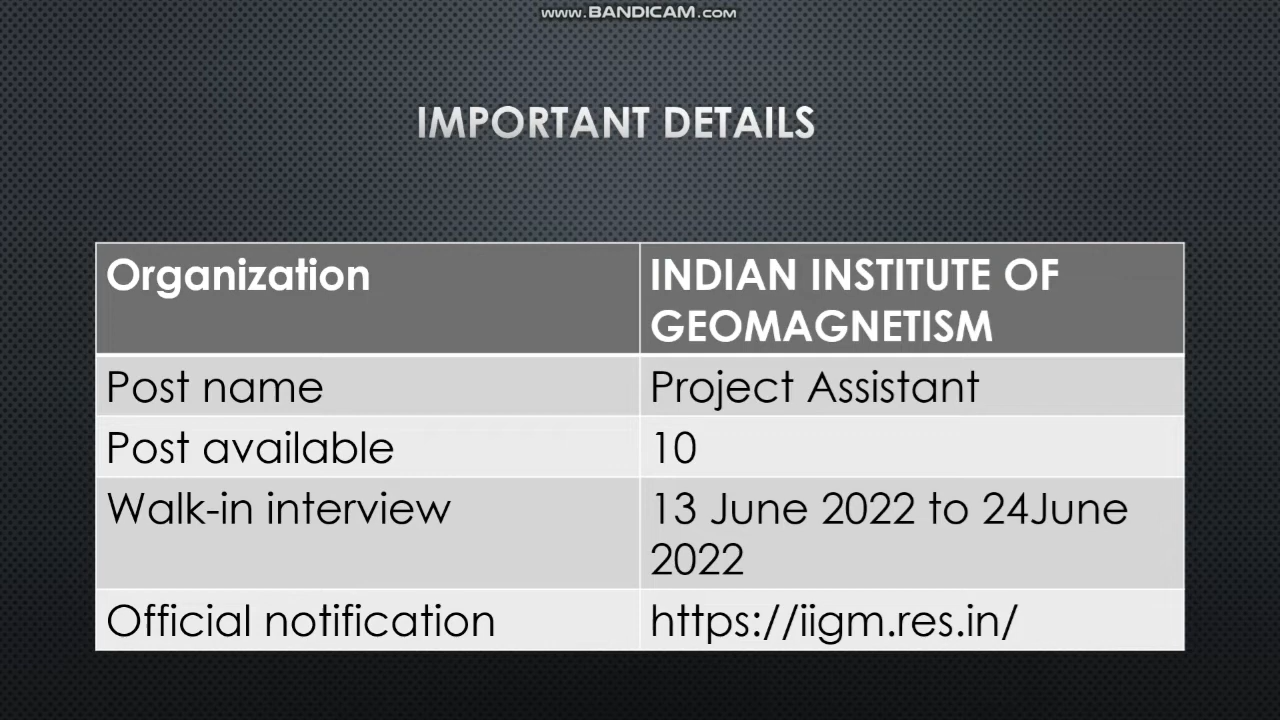 www.BANDICAM.com
IMPORTANT DETAILS
Organization
INDIAN INSTITUTE OF
GEOMAGNETISM
Post name
Project Assistant
Post available
10
Walk-in interview
13 June 2022 to 24June
2022
Official notification
https://iigm.res.in/